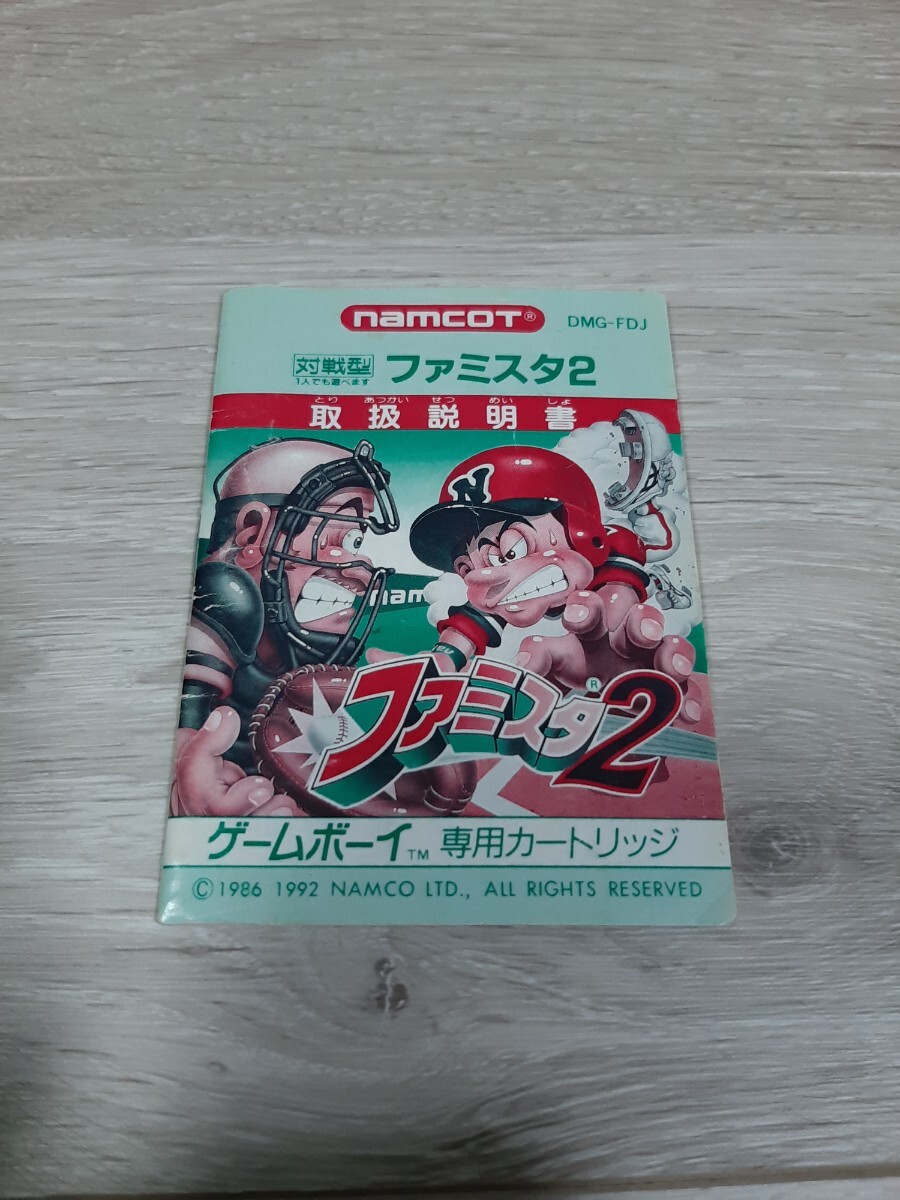 namcoT® DMG-FDJ
対戦型 ファミスタ2
1人でも遊べます
とり あつかい せつ めい しょ
取扱説明書
N
nam
ファミスタ®2
ゲームボーイ™ 専用カートリッジ
©1986 1992 NAMCO LTD., ALL RIGHTS RESERVED